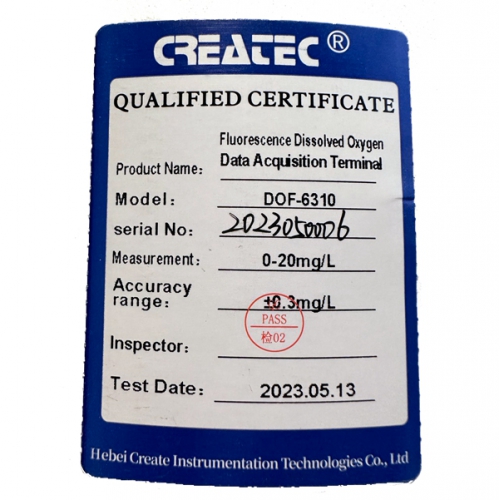 CREATEC®
QUALIFIED CERTIFICATE
Fluorescence Dissolved Oxygen
Product Name: Data Acquisition Terminal
Model: DOF-6310
serial No: 2023050006
Measurement: 0-20mg/L
Accuracy
range: ±0.3mg/L
PASS
检02
Inspector:
Test Date: 2023.05.13
Hebei Create Instrumentation Technologies Co., Ltd